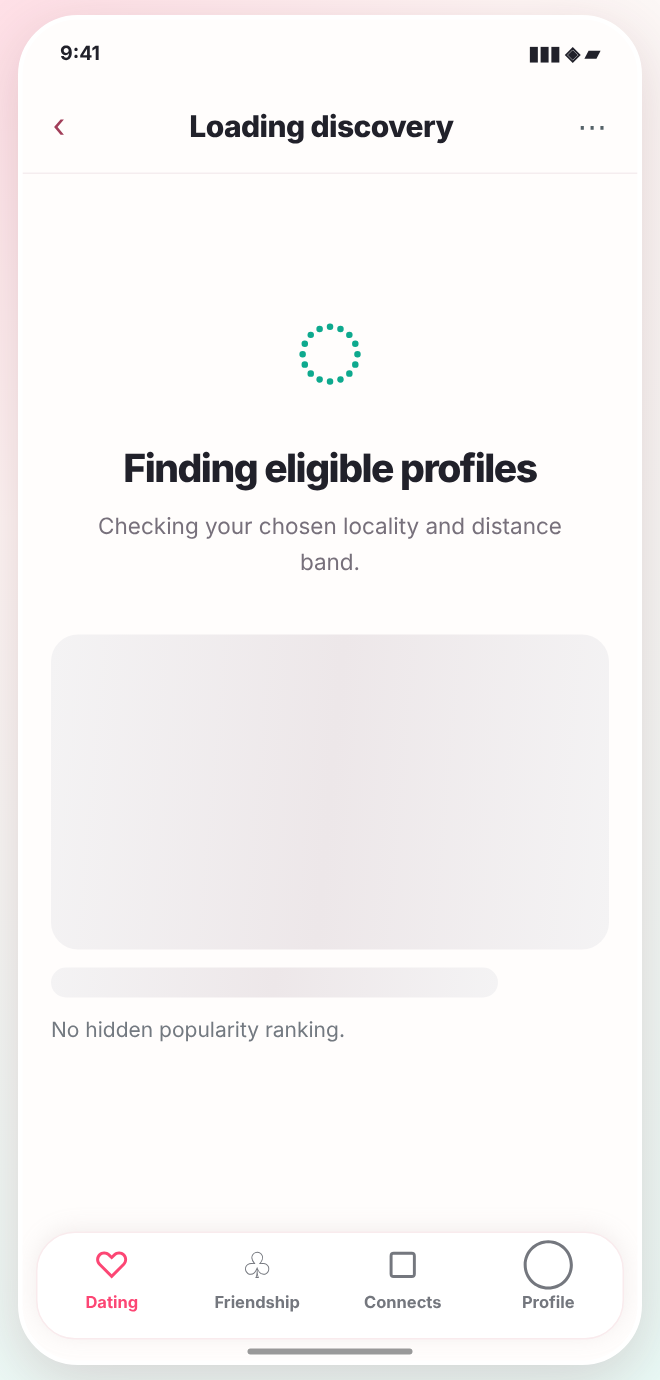 9:41
Loading discovery
Finding eligible profiles
Checking your chosen locality and distance
band.
No hidden popularity ranking.
Dating
Friendship
Connects
Profile